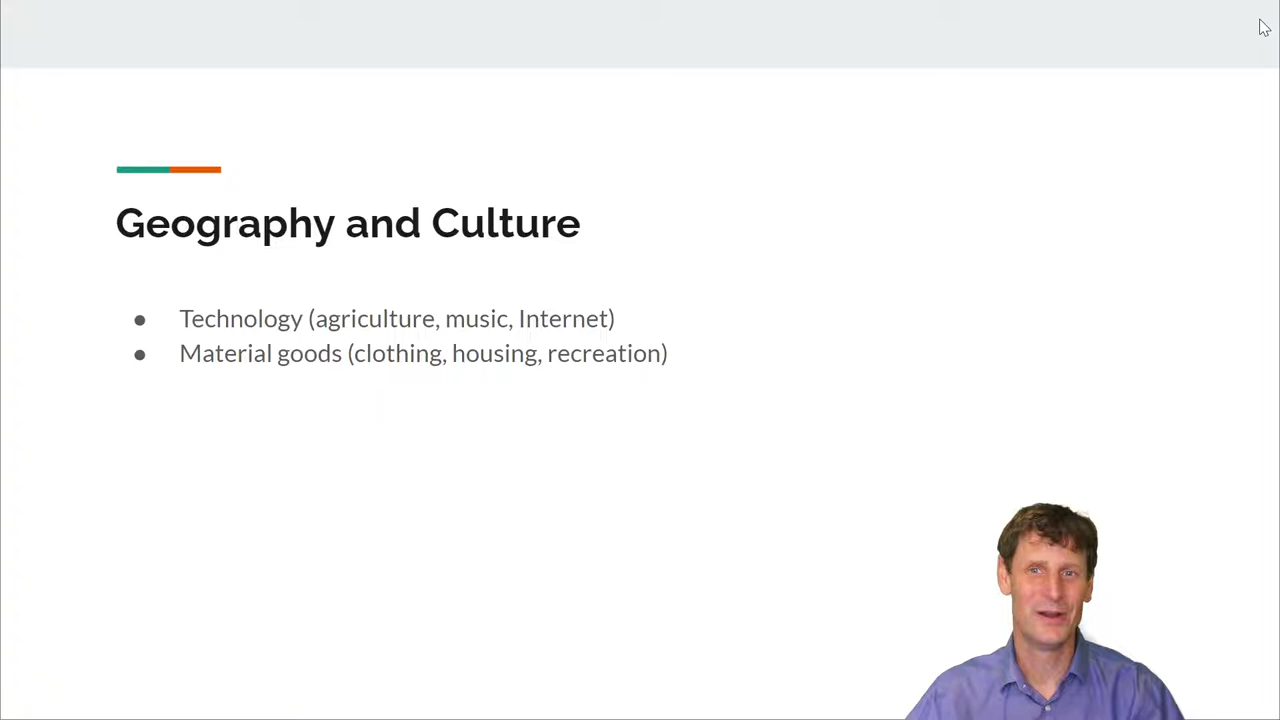 Geography and Culture
● Technology (agriculture, music, Internet)
● Material goods (clothing, housing, recreation)